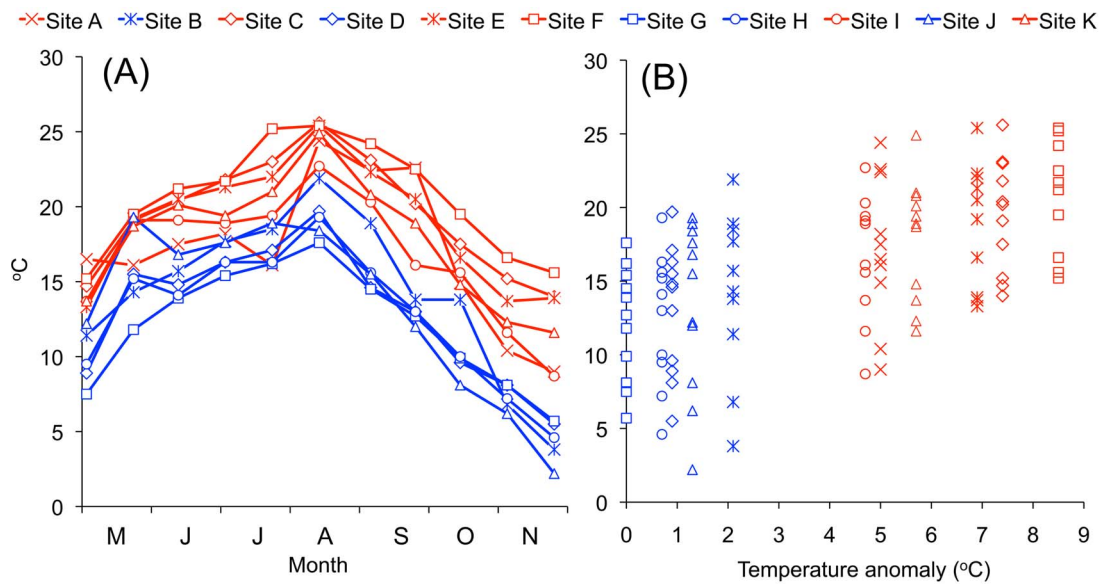 Site A Site B Site C Site D Site E Site F Site G Site H Site I Site J Site K
(A)
30
25
20
15
10
5
0
°C
M J J A S O N
Month
(B)
30
25
20
15
10
5
0
0 1 2 3 4 5 6 7 8 9
Temperature anomaly (°C)